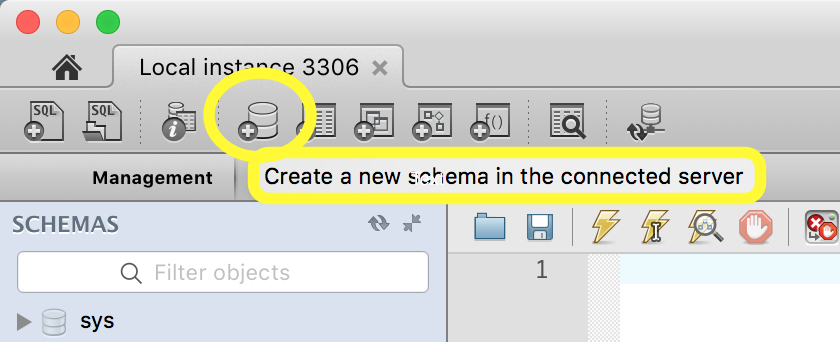 Local instance 3306
SQL SQL f()
Management Create a new schema in the connected server
SCHEMAS
Filter objects
1
sys